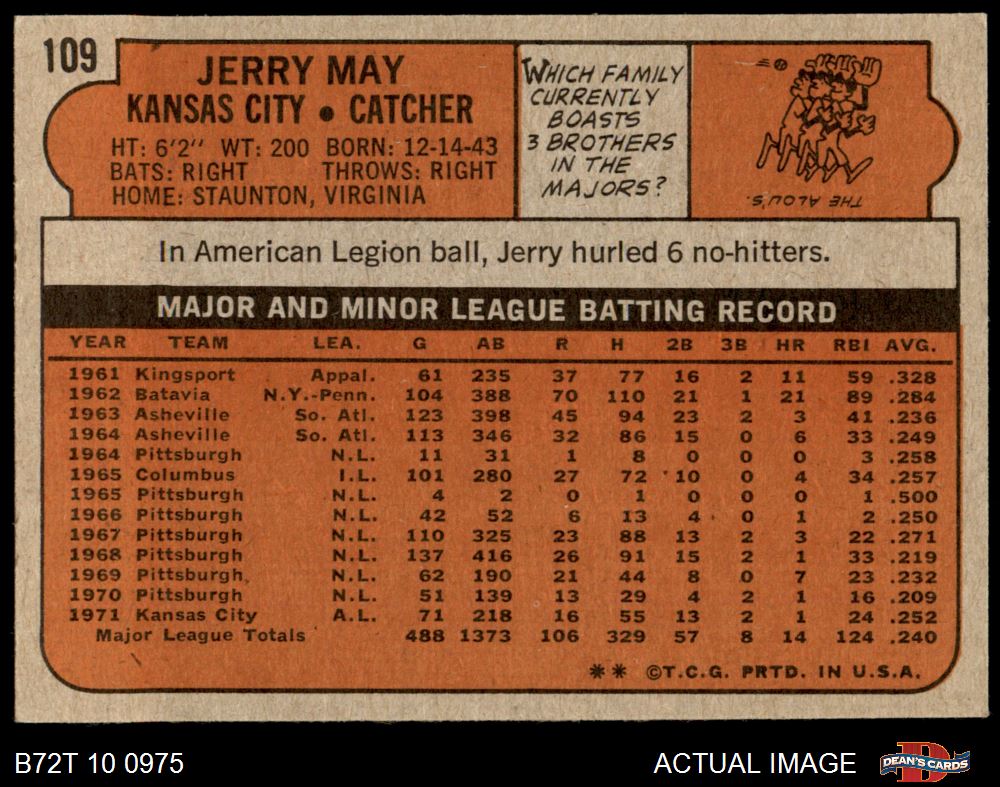 109
JERRY MAY
KANSAS CITY • CATCHER
HT: 6'2" WT: 200 BORN: 12-14-43
BATS: RIGHT THROWS: RIGHT
HOME: STAUNTON, VIRGINIA
WHICH FAMILY
CURRENTLY
BOASTS
3 BROTHERS
IN THE
MAJORS?
THE ALOU'S.
In American Legion ball, Jerry hurled 6 no-hitters.
MAJOR AND MINOR LEAGUE BATTING RECORD
YEAR TEAM LEA. G AB R H 2B 3B HR RBI AVG.
1961 Kingsport Appal. 61 235 37 77 16 2 11 59 .328
1962 Batavia N.Y.-Penn. 104 388 70 110 21 1 21 89 .284
1963 Asheville So. Atl. 123 398 45 94 23 2 3 41 .236
1964 Asheville So. Atl. 113 346 32 86 15 0 6 33 .249
1964 Pittsburgh N.L. 11 31 1 8 0 0 0 3 .258
1965 Columbus I.L. 101 280 27 72 10 0 4 34 .257
1965 Pittsburgh N.L. 4 2 0 1 0 0 0 1 .500
1966 Pittsburgh N.L. 42 52 6 13 4 0 1 2 .250
1967 Pittsburgh N.L. 110 325 23 88 13 2 3 22 .271
1968 Pittsburgh N.L. 137 416 26 91 15 2 1 33 .219
1969 Pittsburgh N.L. 62 190 21 44 8 0 7 23 .232
1970 Pittsburgh N.L. 51 139 13 29 4 2 1 16 .209
1971 Kansas City A.L. 71 218 16 55 13 2 1 24 .252
Major League Totals 488 1373 106 329 57 8 14 124 .240
** ©T.C.G. PRTD. IN U.S.A.
B72T 10 0975
ACTUAL IMAGE
DEAN'S CARDS